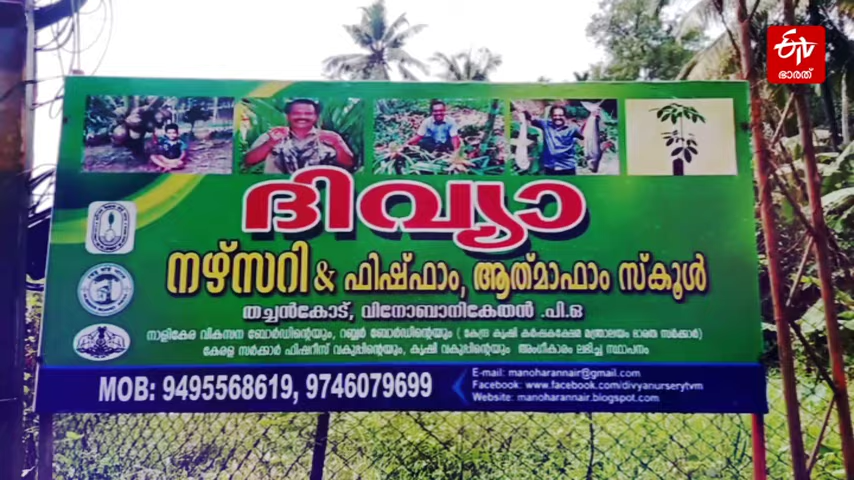 ഭാരത്
ദിവ്യാ
നഴ്സറി & ഫിഷ്ഫാം, ആത്മാഫാം സ്കൂൾ
തച്ചൻകോട്, വിനോബാനികേതൻ .പി.ഒ
നാളികേര വികസന ബോർഡിന്റെയും, റബ്ബർ ബോർഡിന്റെയും ( കേന്ദ്ര കൃഷി കർഷകക്ഷേമ മന്ത്രാലയം ഭാരത സർക്കാർ)
കേരള സർക്കാർ ഫിഷറീസ് വകുപ്പിന്റെയും, കൃഷി വകുപ്പിന്റെയും അംഗീകാരം ലഭിച്ച സ്ഥാപനം
MOB: 9495568619, 9746079699
E-mail: manoharannair@gmail.com
Facebook: www.facebook.com/divyanurserytvm
Website: manoharannair.blogspot.com